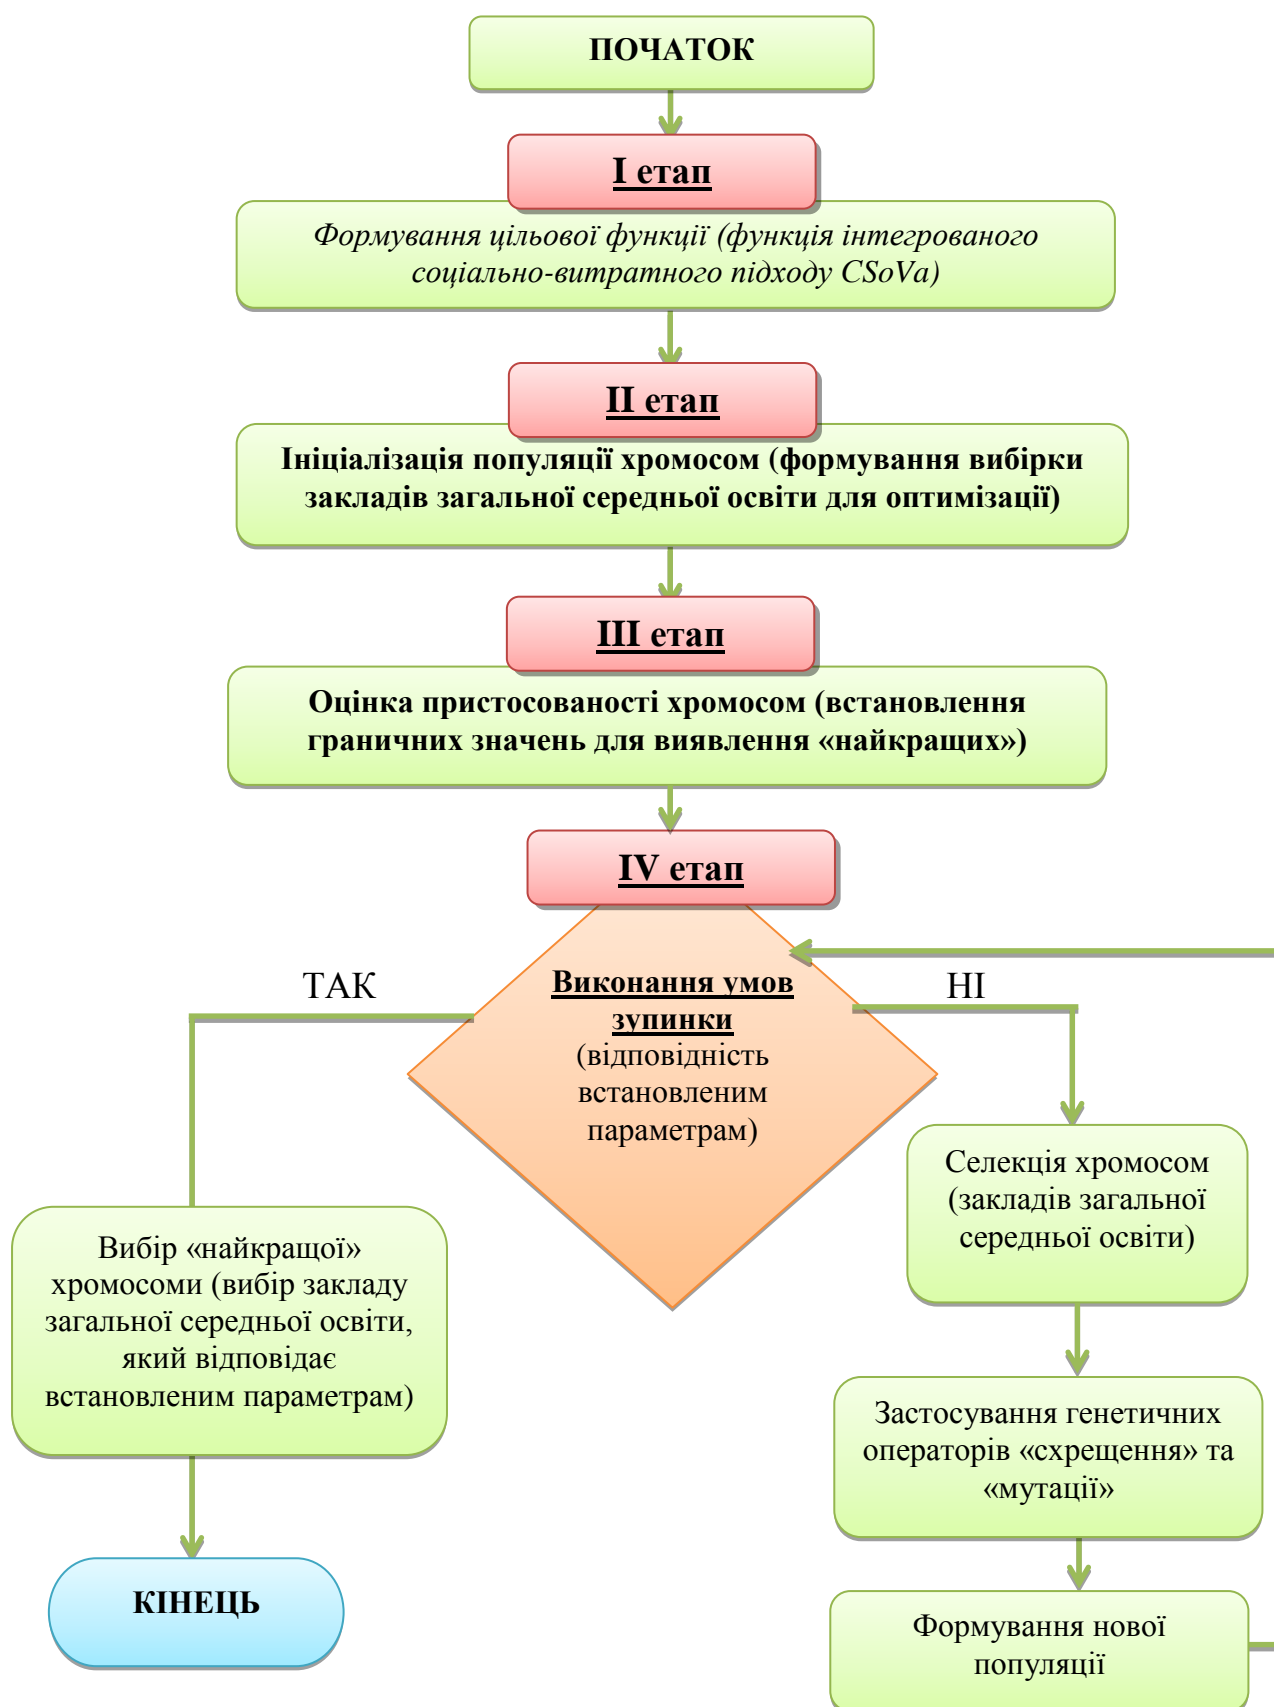 ПОЧАТОК
І етап
Формування цільової функції (функція інтегрованого
соціально-витратного підходу CSoVa)
ІІ етап
Ініціалізація популяції хромосом (формування вибірки
закладів загальної середньої освіти для оптимізації)
ІІІ етап
Оцінка пристосованості хромосом (встановлення
граничних значень для виявлення «найкращих»)
IV етап
ТАК
Виконання умов
зупинки
(відповідність
встановленим
параметрам)
НІ
Селекція хромосом
(закладів загальної
середньої освіти)
Вибір «найкращої»
хромосоми (вибір закладу
загальної середньої освіти,
який відповідає
встановленим параметрам)
Застосування генетичних
операторів «схрещення» та
«мутації»
КІНЕЦЬ
Формування нової
популяції